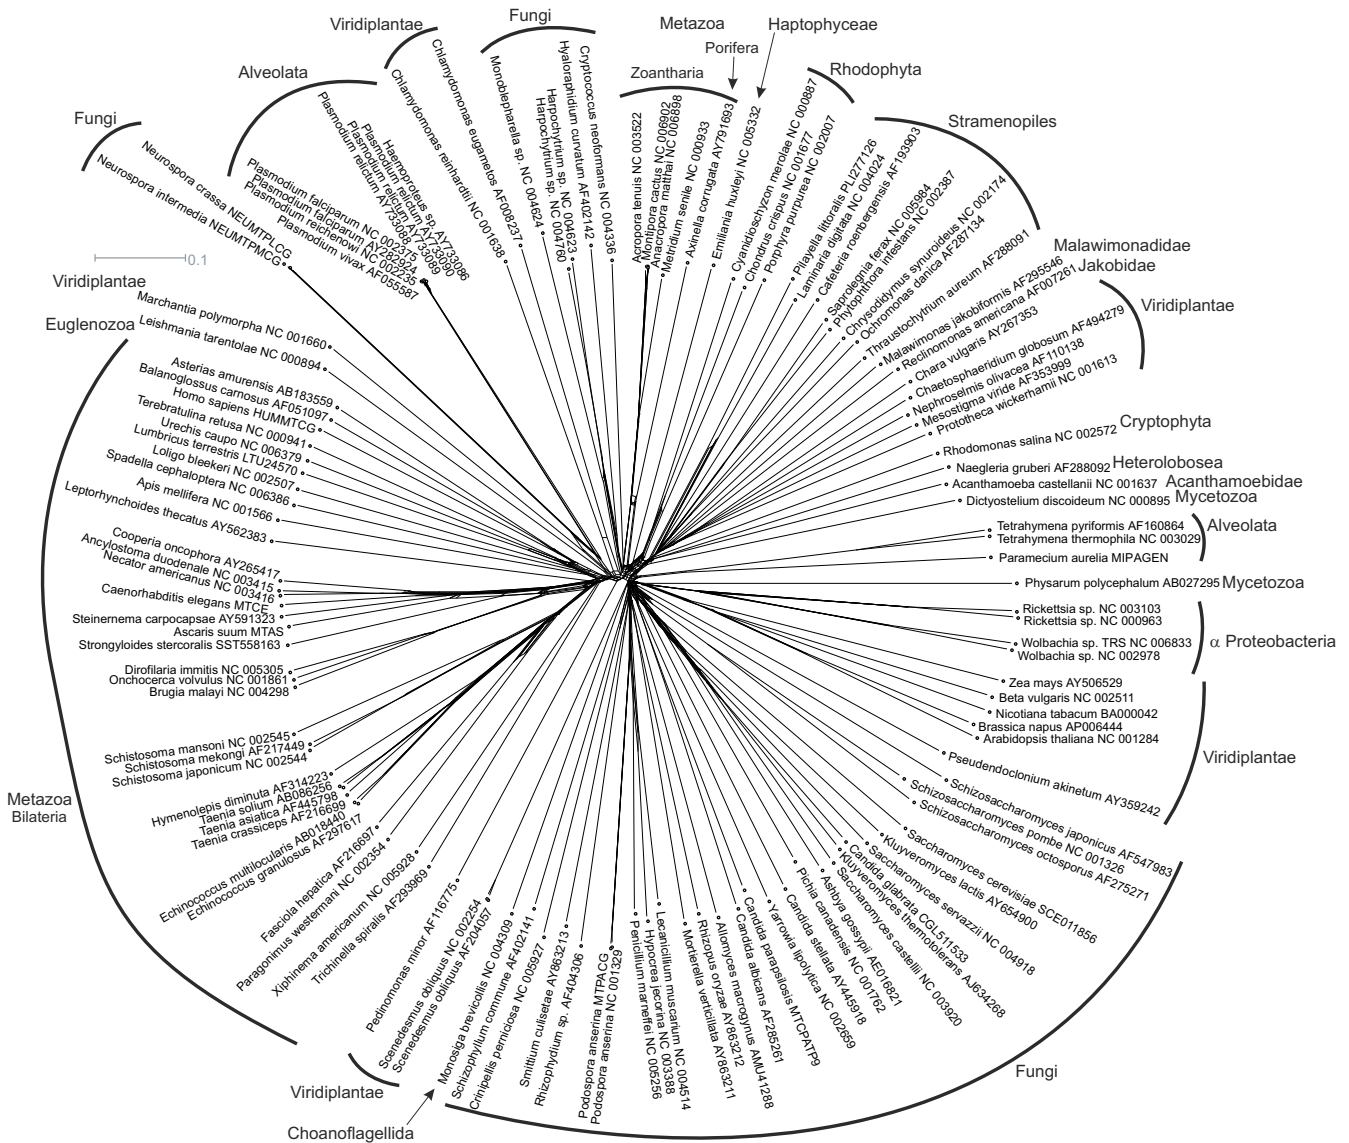 Fungi
Metazoa
Haptophyceae
Viridiplantae
Porifera
Alveolata
Zoantharia
Rhodophyta
Fungi
Stramenopiles
Neurospora crassa NEUMTPLCG
Neurospora intermedia NEUMTPMCG
Plasmodium falciparum NC 002375
Plasmodium falciparum AY282924
Plasmodium reichenowi NC 002235
Plasmodium vivax AF055587
Haemoproteus sp. AY733086
Plasmodium relictum AY733090
Plasmodium relictum AY733089
Plasmodium relictum AY733088
Chlamydomonas reinhardtii NC 001638
Chlamydomonas eugametos AF008237
Monoblepharella sp. NC 004624
Harpochytrium sp. NC 004760
Harpochytrium sp. NC 004623
Hyaloraphidium curvatum AF402142
Cryptococcus neoformans NC 004336
Acropora tenuis NC 003522
Montipora cactus NC 006902
Anacropora matthai NC 006898
Metridium senile NC 000933
Axinella corrugata AY791693
Emiliania huxleyi NC 005332
Cyanidioschyzon merolae NC 000887
Chondrus crispus NC 001677
Porphyra purpurea NC 002007
Pilayella littoralis PLI277126
Laminaria digitata NC 004024
Cafeteria roenbergensis AF193903
Saprolegnia ferax NC 005984
Phytophthora infestans NC 002387
Chrysodidymus synuroideus NC 002174
Ochromonas danica AF287134
Thraustochytrium aureum AF288091
Malawimonadidae
Malawimonas jakobiformis AF295546
Jakobidae
Reclinomonas americana AF007261
Viridiplantae
Chara vulgaris AY267353
Chaetosphaeridium globosum AF494279
Nephroselmis olivacea AF110138
Mesostigma viride AF353999
Prototheca wickerhamii NC 001613
Rhodomonas salina NC 002572 Cryptophyta
Naegleria gruberi AF288092 Heterolobosea
Acanthamoeba castellanii NC 001637 Acanthamoebidae
Dictyostelium discoideum NC 000895 Mycetozoa
Alveolata
Tetrahymena pyriformis AF160864
Tetrahymena thermophila NC 003029
Paramecium aurelia MIPAGEN
Physarum polycephalum AB027295 Mycetozoa
Rickettsia sp. NC 003103
Rickettsia sp. NC 000963
α Proteobacteria
Wolbachia sp. TRS NC 006833
Wolbachia sp. NC 002978
Zea mays AY506529
Beta vulgaris NC 002511
Nicotiana tabacum BA000042
Brassica napus AP006444
Arabidopsis thaliana NC 001284
Viridiplantae
Pseudendoclonium akinetum AY359242
Schizosaccharomyces japonicus AF547983
Schizosaccharomyces pombe NC 001326
Schizosaccharomyces octosporus AF275271
Saccharomyces cerevisiae SCE011856
Kluyveromyces lactis AY654900
Saccharomyces servazzii NC 004918
Candida glabrata CGL511533
Kluyveromyces thermotolerans AJ634268
Saccharomyces castellii NC 003920
Ashbya gossypii AE016821
Pichia canadensis NC 001762
Candida stellata AY445918
Yarrowia lipolytica NC 002659
Candida parapsilosis MTCPATP9
Candida albicans AF285261
Allomyces macrogynus AMU41288
Rhizopus oryzae AY863212
Mortierella verticillata AY863211
Lecanicillium muscarium NC 004514
Hypocrea jecorina NC 003388
Penicillium marneffei NC 005256
Podospora anserina NC 001329
Podospora anserina MTPACG
Rhizophydium sp. AF404306
Smittium culisetae AY863213
Crinipellis perniciosa NC 005927
Schizophyllum commune AF402141
Monosiga brevicollis NC 004309
Fungi
Choanoflagellida
Viridiplantae
Scenedesmus obliquus AF204057
Scenedesmus obliquus NC 002254
Pedinomonas minor AF116775
Trichinella spiralis AF293969
Xiphinema americanum NC 005928
Paragonimus westermani NC 002354
Fasciola hepatica AF216697
Echinococcus granulosus AF297617
Echinococcus multilocularis AB018440
Taenia crassiceps AF216699
Taenia asiatica AF445798
Taenia solium AB086256
Hymenolepis diminuta AF314223
Metazoa
Bilateria
Schistosoma japonicum NC 002544
Schistosoma mekongi AF217449
Schistosoma mansoni NC 002545
Brugia malayi NC 004298
Onchocerca volvulus NC 001861
Dirofilaria immitis NC 005305
Strongyloides stercoralis SST558163
Ascaris suum MTAS
Steinernema carpocapsae AY591323
Caenorhabditis elegans MTCE
Necator americanus NC 003416
Ancylostoma duodenale NC 003415
Cooperia oncophora AY265417
Leptorhynchoides thecatus AY562383
Apis mellifera NC 001566
Spadella cephaloptera NC 006386
Loligo bleekeri NC 002507
Lumbricus terrestris LTU24570
Urechis caupo NC 006379
Terebratulina retusa NC 000941
Homo sapiens HUMMTCG
Balanoglossus carnosus AF051097
Asterias amurensis AB183559
Leishmania tarentolae NC 000894
Euglenozoa
Marchantia polymorpha NC 001660
Viridiplantae
0.1